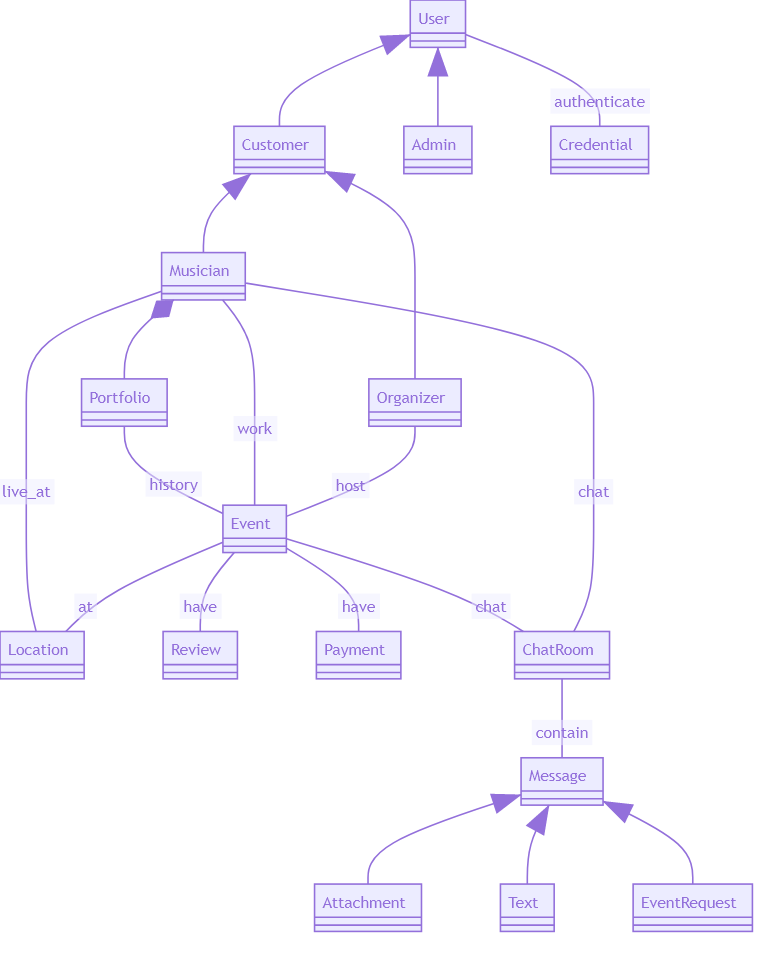 User
authenticate
Customer
Admin
Credential
Musician
Portfolio
Organizer
work
live_at
history
host
chat
Event
at
have
have
chat
Location
Review
Payment
ChatRoom
contain
Message
Attachment
Text
EventRequest